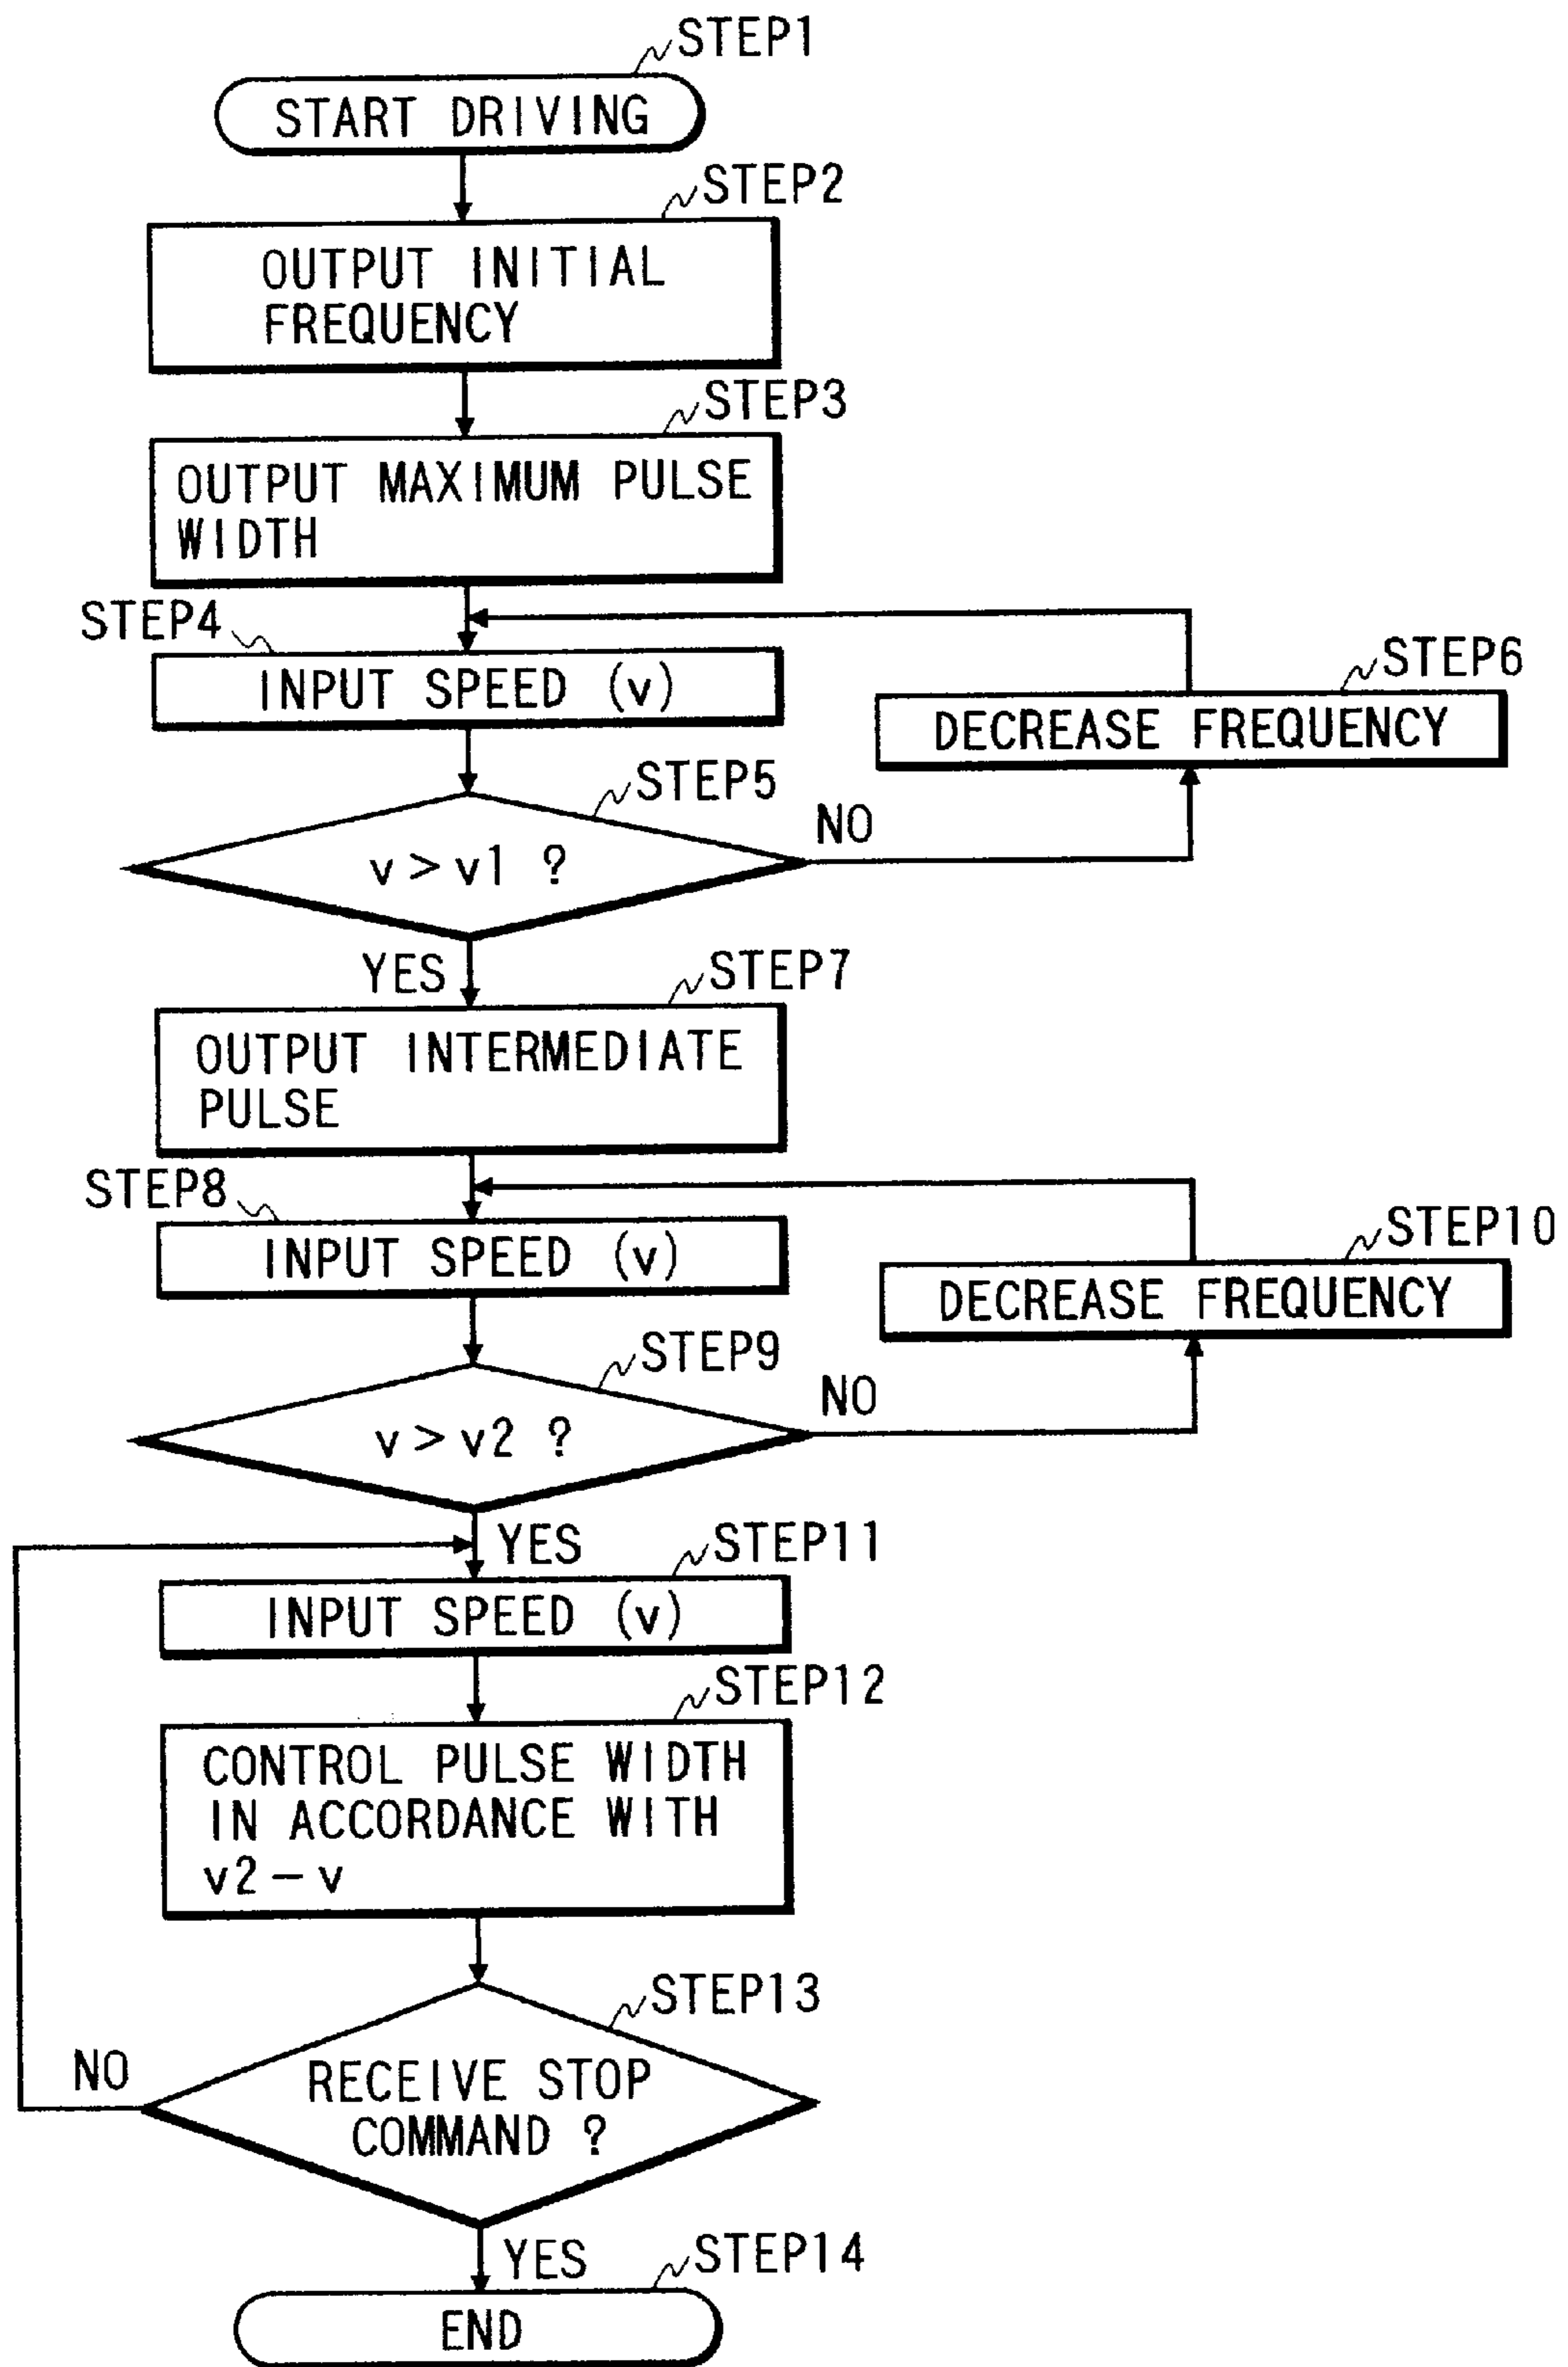 STEP1
START DRIVING
STEP2
OUTPUT INITIAL
FREQUENCY
STEP3
OUTPUT MAXIMUM PULSE
WIDTH
STEP4
INPUT SPEED (v)
STEP6
DECREASE FREQUENCY
STEP5
v > v1 ?
NO
YES
STEP7
OUTPUT INTERMEDIATE
PULSE
STEP8
INPUT SPEED (v)
STEP10
DECREASE FREQUENCY
STEP9
v > v2 ?
NO
YES
STEP11
INPUT SPEED (v)
STEP12
CONTROL PULSE WIDTH
IN ACCORDANCE WITH
v2 – v
STEP13
RECEIVE STOP
COMMAND ?
NO
YES
STEP14
END